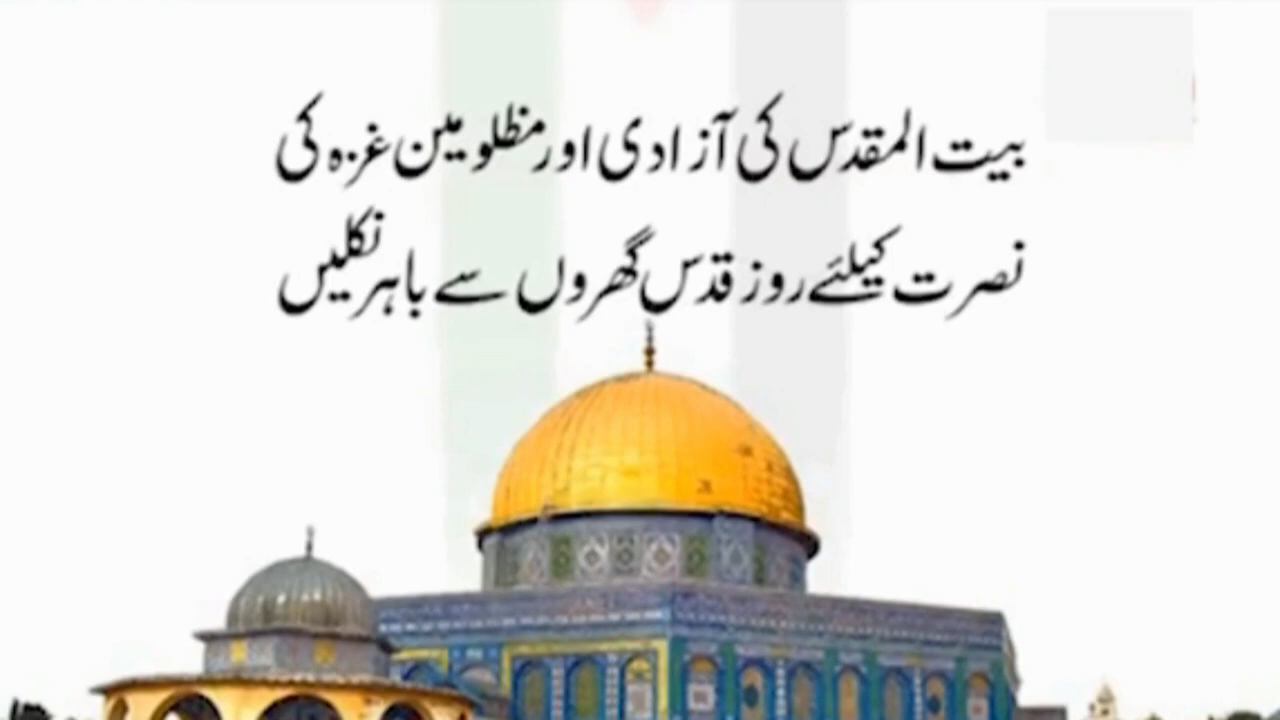 بیت المقدس کی آزادی اور مظلومین غزہ کی
نصرت کیلئے روز قدس گھروں سے باہر نکلیں